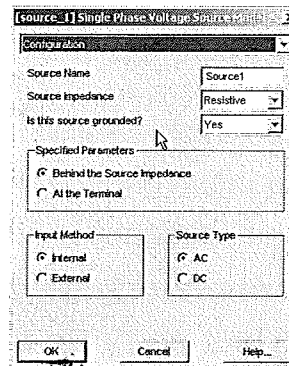 [source_1] Single Phase Voltage Source
Configuration
Source Name
Source1
Source Impedance
Resistive
Is this source grounded?
Yes
Specified Parameters
Behind the Source Impedance
At the Terminal
Input Method
Internal
External
Source Type
AC
DC
OK
Cancel
Help...